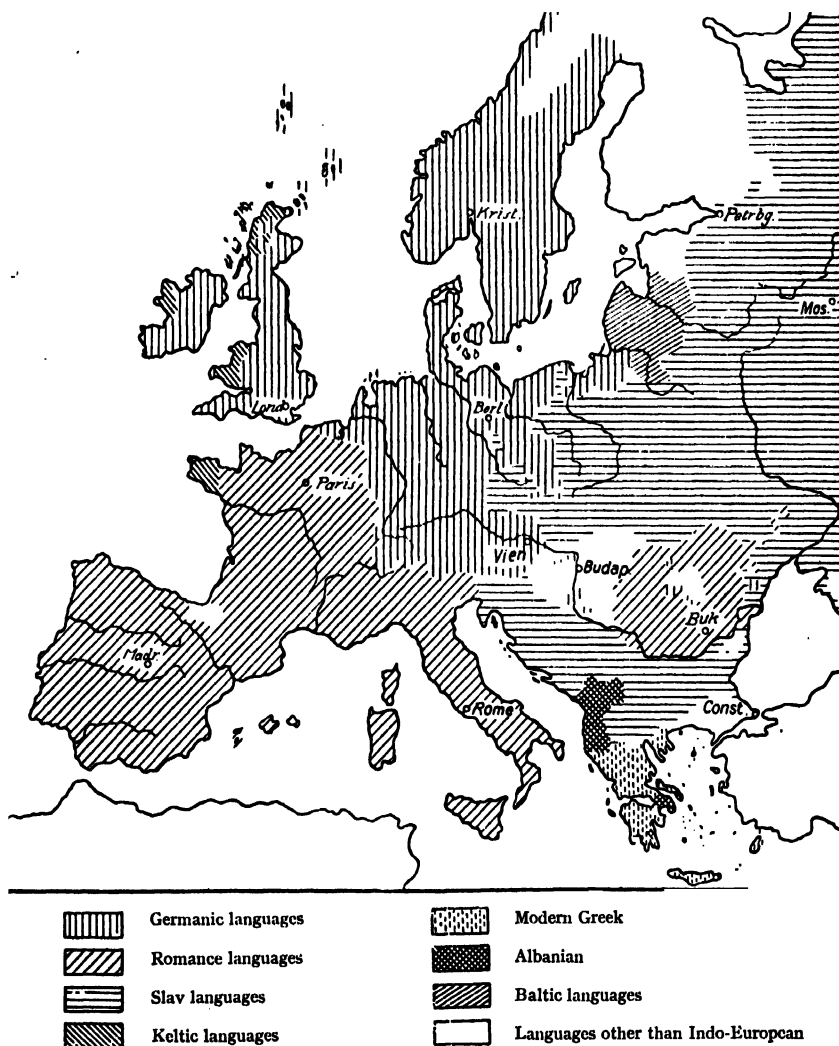 Krist.
Petrbg.
Mos.
Lond
Berl.
Paris
Vien
Budap.
Buk
Madr.
Rome
Const.
Germanic languages
Romance languages
Slav languages
Keltic languages
Modern Greek
Albanian
Baltic languages
Languages other than Indo-European